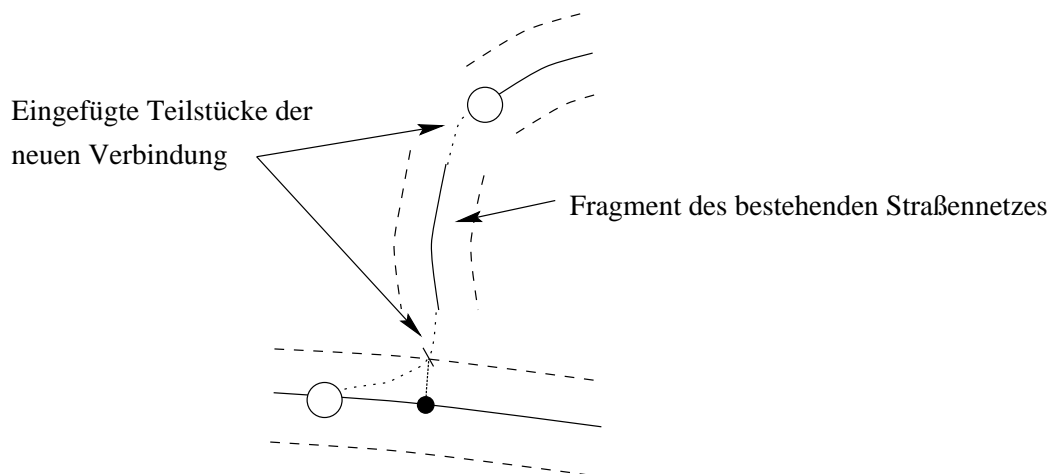 Eingefügte Teilstücke der
neuen Verbindung
Fragment des bestehenden Straßennetzes